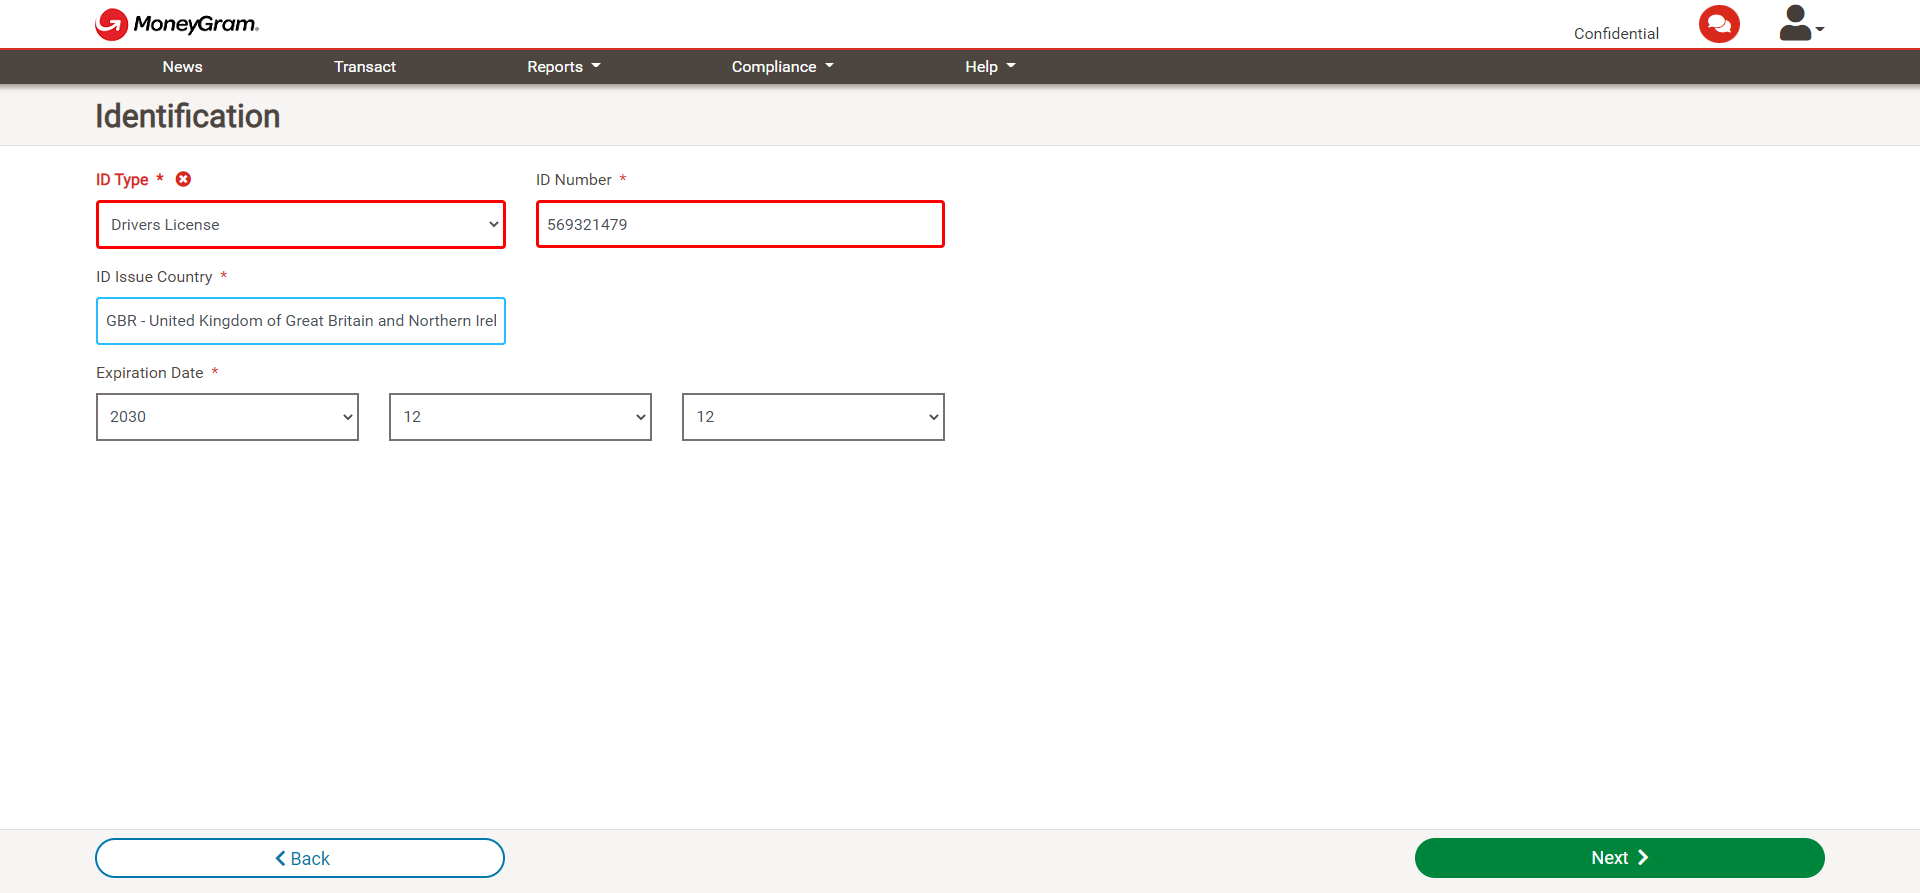 MoneyGram®
Confidential
News Transact Reports Compliance Help
Identification
ID Type * ID Number *
Drivers License 569321479
ID Issue Country *
GBR - United Kingdom of Great Britain and Northern Irel
Expiration Date *
2030 12 12
Back Next